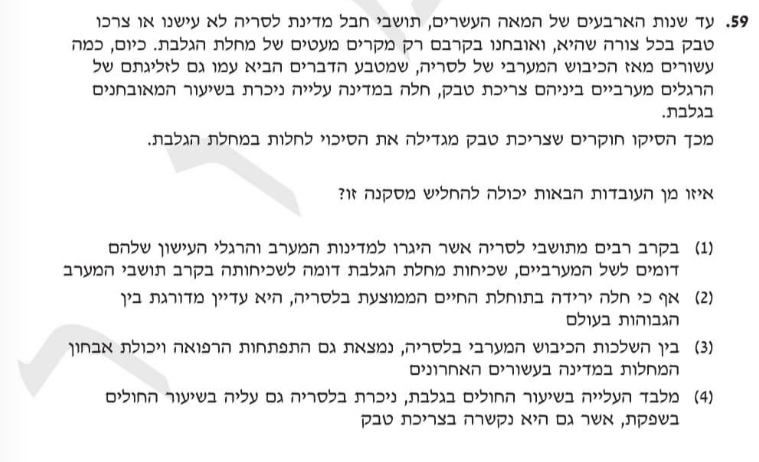 59. עד שנות הארבעים של המאה העשרים, תושבי חבל מדינת לסריה לא עישנו או צרכו
טבק בכל צורה שהיא, ואובחנו בקרבם רק מקרים מעטים של מחלת הגלבת. כיום, כמה
עשורים מאז הכיבוש המערבי של לסריה, שמטבע הדברים הביא עמו גם לזליגתם של
הרגלים מערביים ביניהם צריכת טבק, חלה במדינה עלייה ניכרת בשיעור המאובחנים
בגלבת.
מכך הסיקו חוקרים שצריכת טבק מגדילה את הסיכוי לחלות במחלת הגלבת.
איזו מן העובדות הבאות יכולה להחליש מסקנה זו?
(1) בקרב רבים מתושבי לסריה אשר היגרו למדינות המערב והרגלי העישון שלהם
דומים לשל המערביים, שכיחות מחלת הגלבת דומה לשכיחותה בקרב תושבי המערב
(2) אף כי חלה ירידה בתוחלת החיים הממוצעת בלסריה, היא עדיין מדורגת בין
הגבוהות בעולם
(3) בין השלכות הכיבוש המערבי בלסריה, נמצאת גם התפתחות הרפואה ויכולת אבחון
המחלות במדינה בעשורים האחרונים
(4) מלבד העלייה בשיעור החולים בגלבת, ניכרת בלסריה גם עליה בשיעור החולים
בשפקת, אשר גם היא נקשרה בצריכת טבק